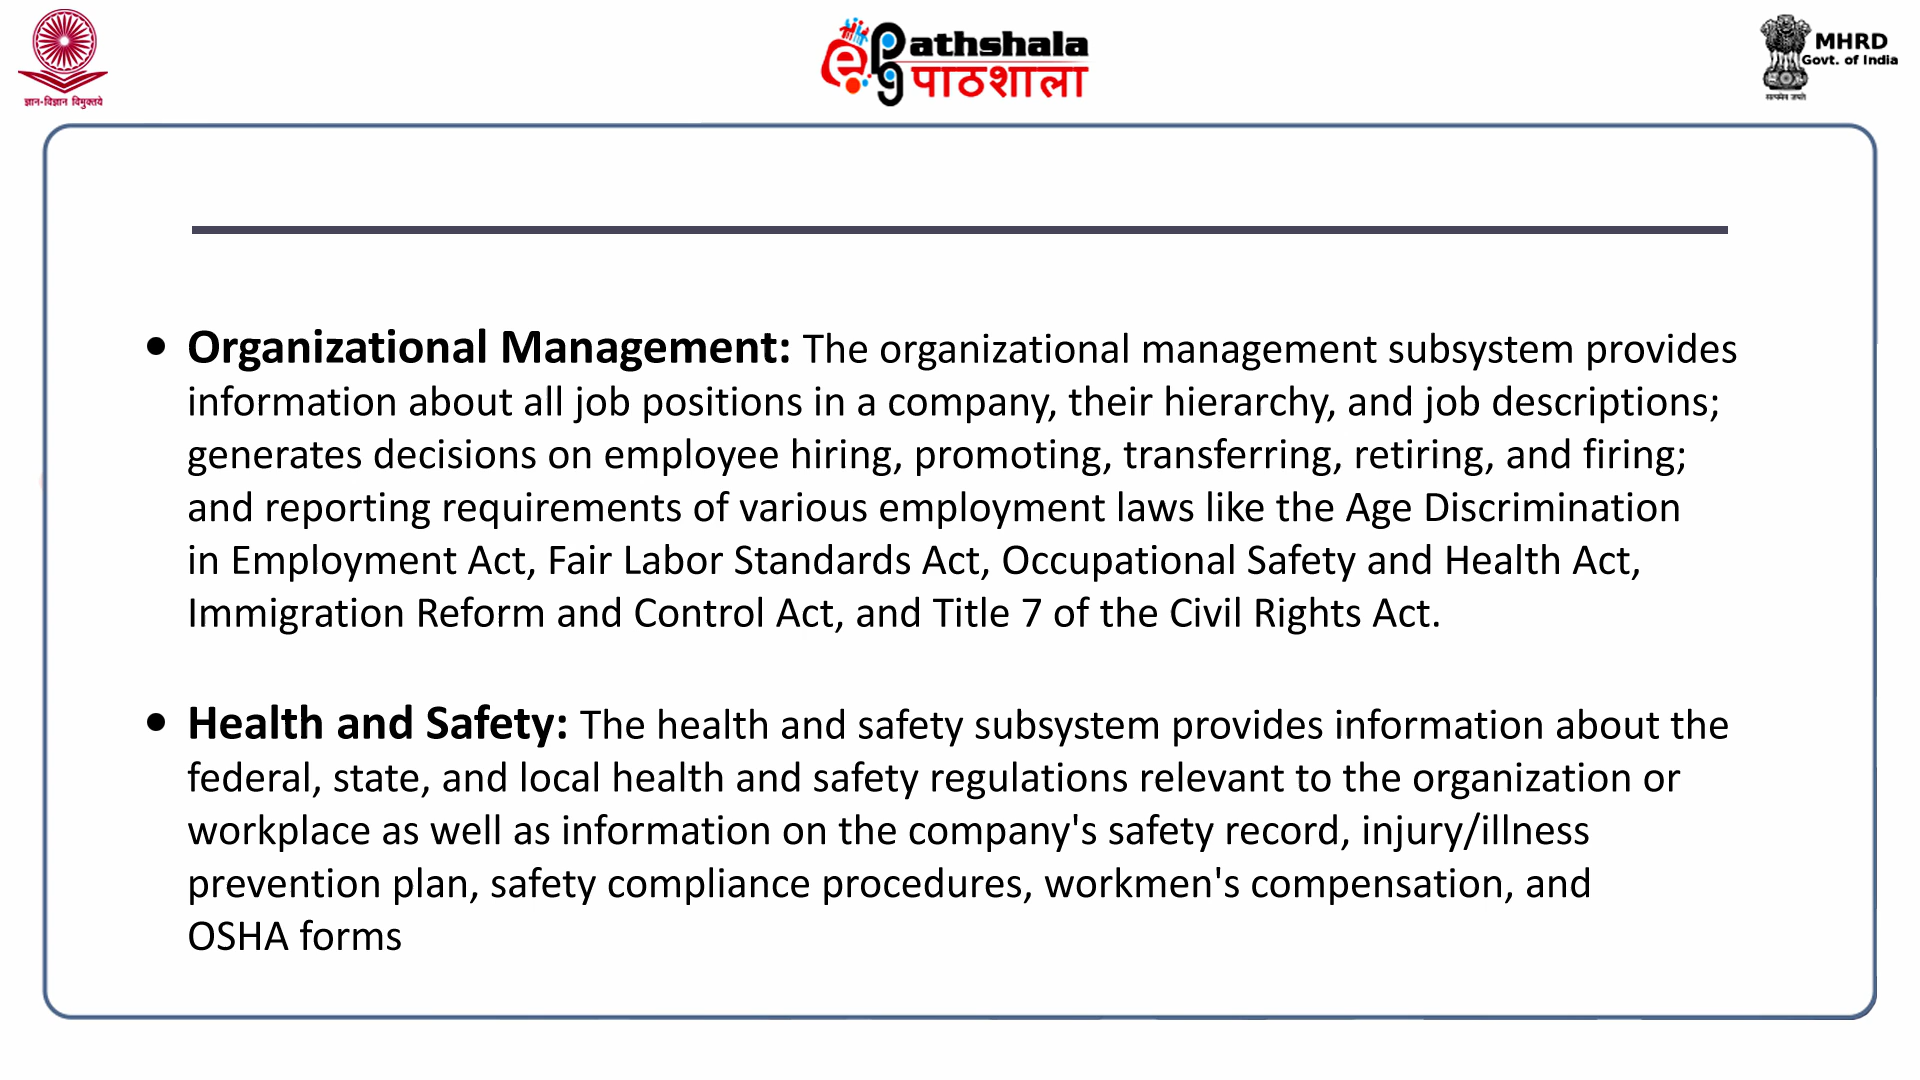 ज्ञान-विज्ञान विमुक्तये
e pg Pathshala
पाठशाला
MHRD
Govt. of India
सत्यमेव जयते
• Organizational Management: The organizational management subsystem provides
information about all job positions in a company, their hierarchy, and job descriptions;
generates decisions on employee hiring, promoting, transferring, retiring, and firing;
and reporting requirements of various employment laws like the Age Discrimination
in Employment Act, Fair Labor Standards Act, Occupational Safety and Health Act,
Immigration Reform and Control Act, and Title 7 of the Civil Rights Act.
• Health and Safety: The health and safety subsystem provides information about the
federal, state, and local health and safety regulations relevant to the organization or
workplace as well as information on the company's safety record, injury/illness
prevention plan, safety compliance procedures, workmen's compensation, and
OSHA forms